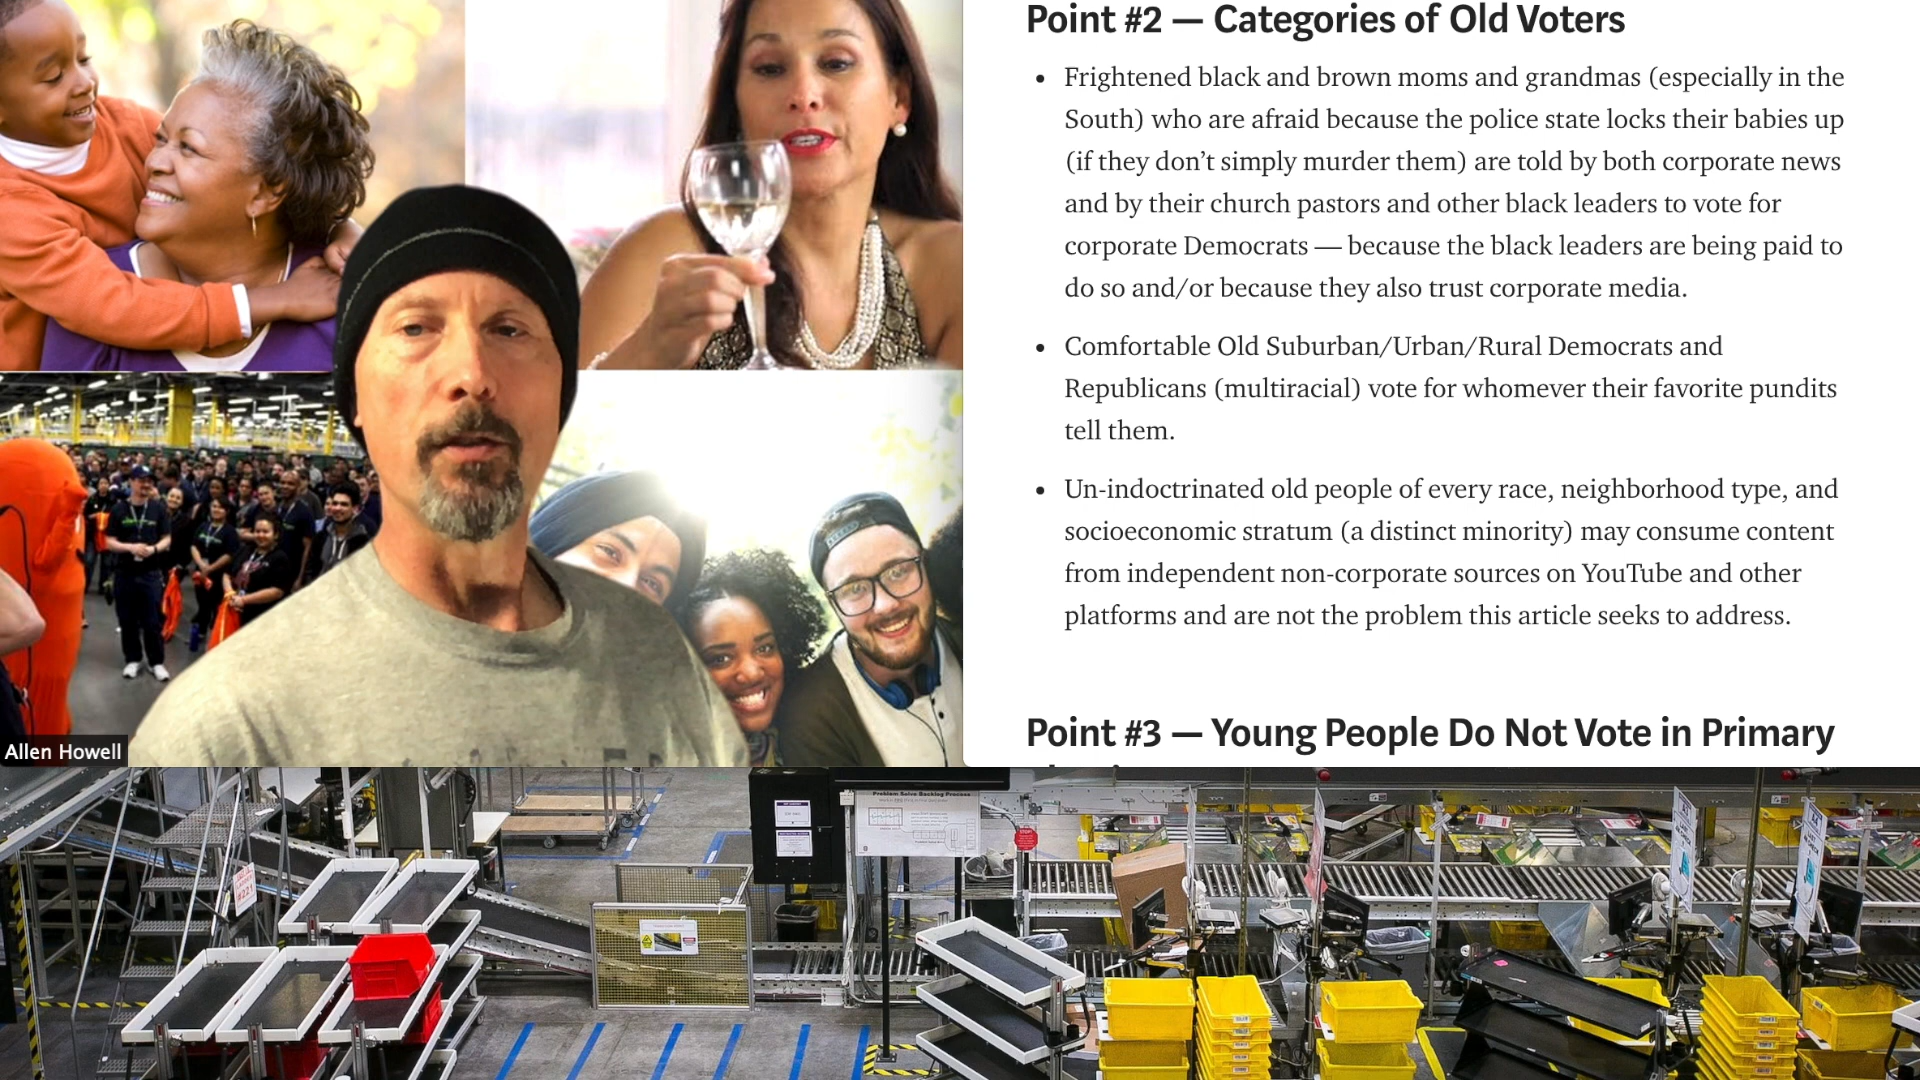 Point #2 — Categories of Old Voters
• Frightened black and brown moms and grandmas (especially in the
South) who are afraid because the police state locks their babies up
(if they don’t simply murder them) are told by both corporate news
and by their church pastors and other black leaders to vote for
corporate Democrats — because the black leaders are being paid to
do so and/or because they also trust corporate media.
• Comfortable Old Suburban/Urban/Rural Democrats and
Republicans (multiracial) vote for whomever their favorite pundits
tell them.
• Un-indoctrinated old people of every race, neighborhood type, and
socioeconomic stratum (a distinct minority) may consume content
from independent non-corporate sources on YouTube and other
platforms and are not the problem this article seeks to address.
Point #3 — Young People Do Not Vote in Primary
Allen Howell
Problem Solve Backing Process
STOP